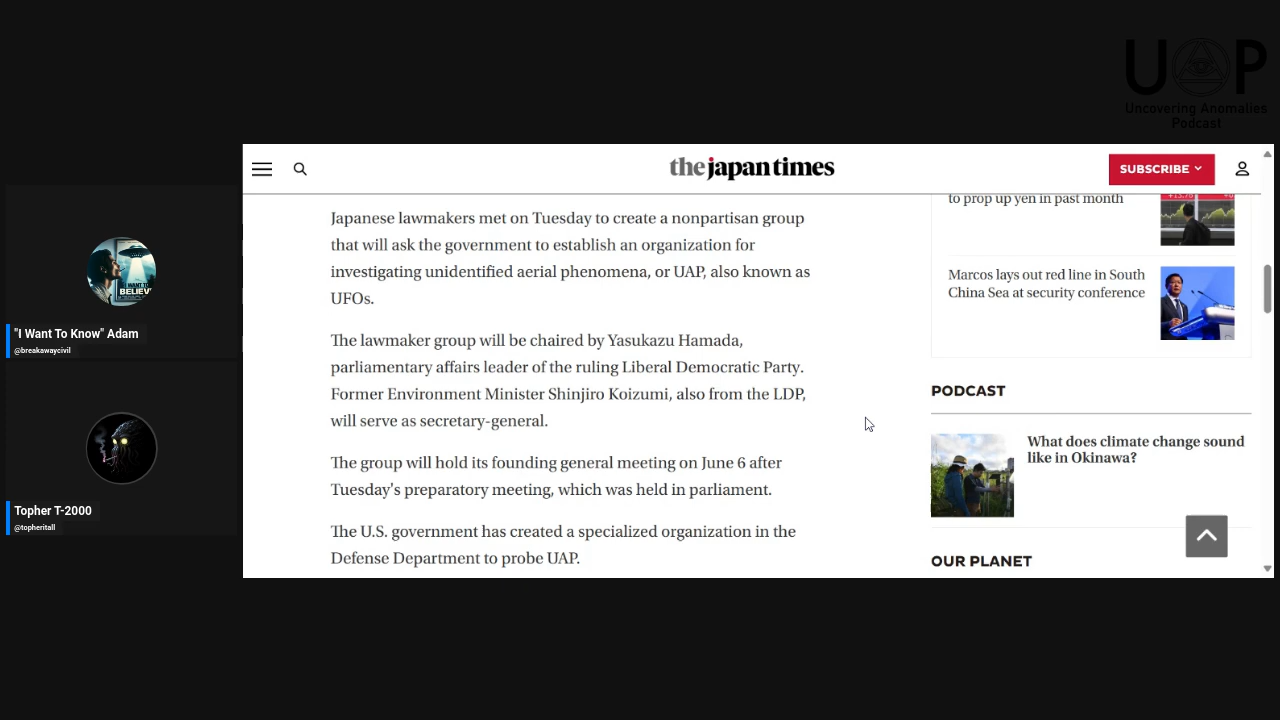 UAP
Uncovering Anomalies
Podcast
the japan times
SUBSCRIBE
Japanese lawmakers met on Tuesday to create a nonpartisan group
that will ask the government to establish an organization for
investigating unidentified aerial phenomena, or UAP, also known as
UFOs.
The lawmaker group will be chaired by Yasukazu Hamada,
parliamentary affairs leader of the ruling Liberal Democratic Party.
Former Environment Minister Shinjiro Koizumi, also from the LDP,
will serve as secretary-general.
The group will hold its founding general meeting on June 6 after
Tuesday's preparatory meeting, which was held in parliament.
The U.S. government has created a specialized organization in the
Defense Department to probe UAP.
to prop up yen in past month
Marcos lays out red line in South
China Sea at security conference
PODCAST
What does climate change sound
like in Okinawa?
OUR PLANET
"I Want To Know" Adam
@breakawaycivil
Topher T-2000
@topheritall